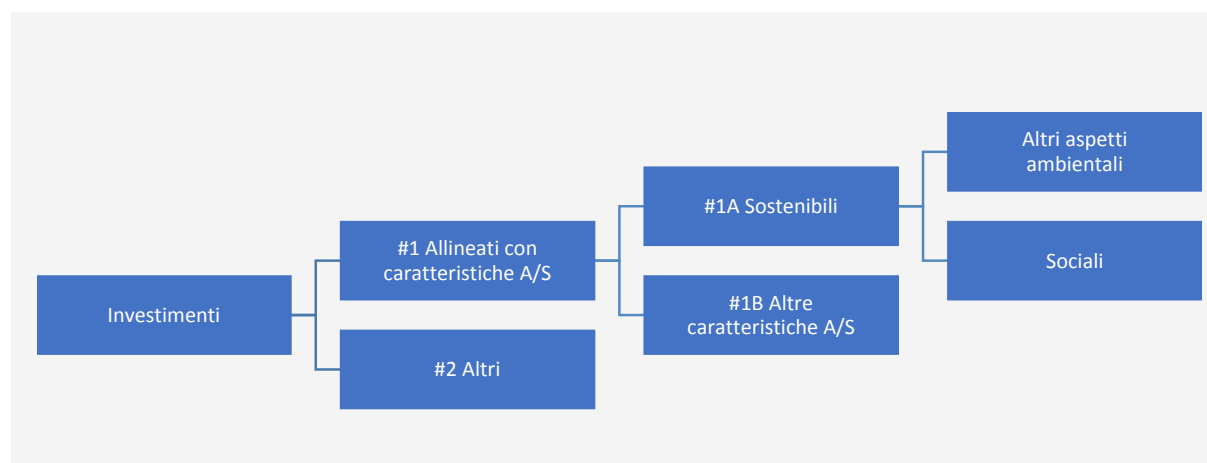 Investimenti
#1 Allineati con
caratteristiche A/S
#2 Altri
#1A Sostenibili
#1B Altre
caratteristiche A/S
Altri aspetti
ambientali
Sociali